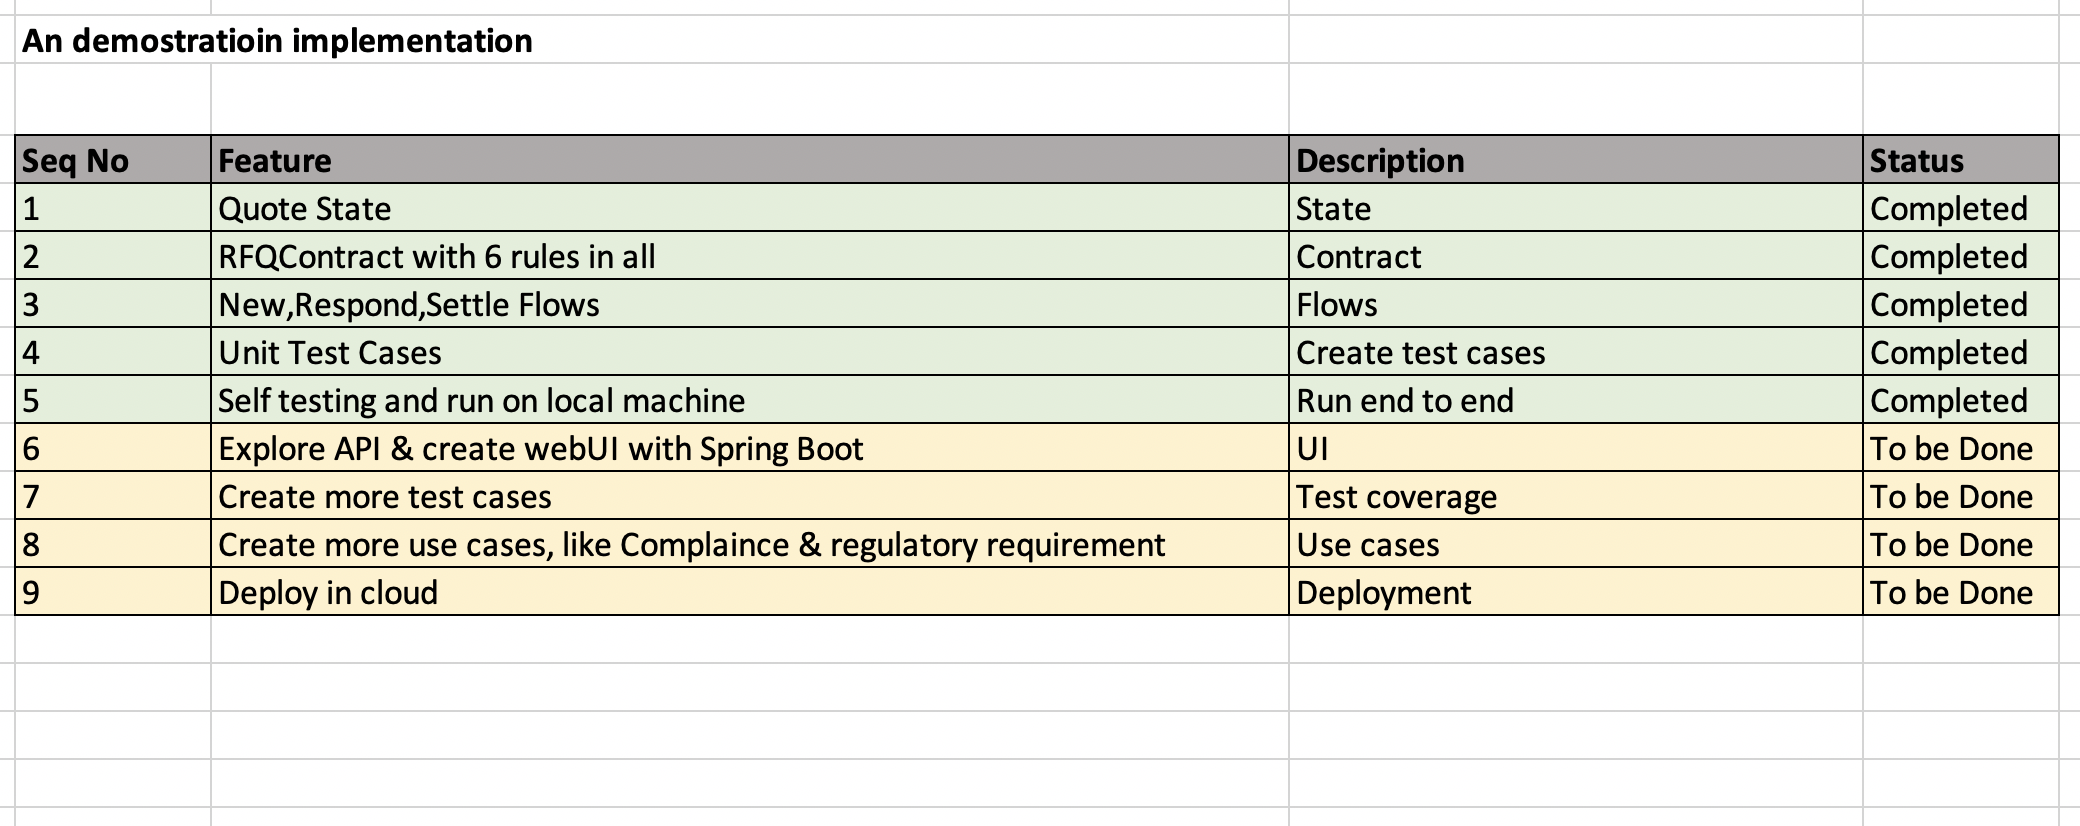 An demostratioin implementation
Seq No Feature Description Status
1 Quote State State Completed
2 RFQContract with 6 rules in all Contract Completed
3 New,Respond,Settle Flows Flows Completed
4 Unit Test Cases Create test cases Completed
5 Self testing and run on local machine Run end to end Completed
6 Explore API & create webUI with Spring Boot UI To be Done
7 Create more test cases Test coverage To be Done
8 Create more use cases, like Complaince & regulatory requirement Use cases To be Done
9 Deploy in cloud Deployment To be Done